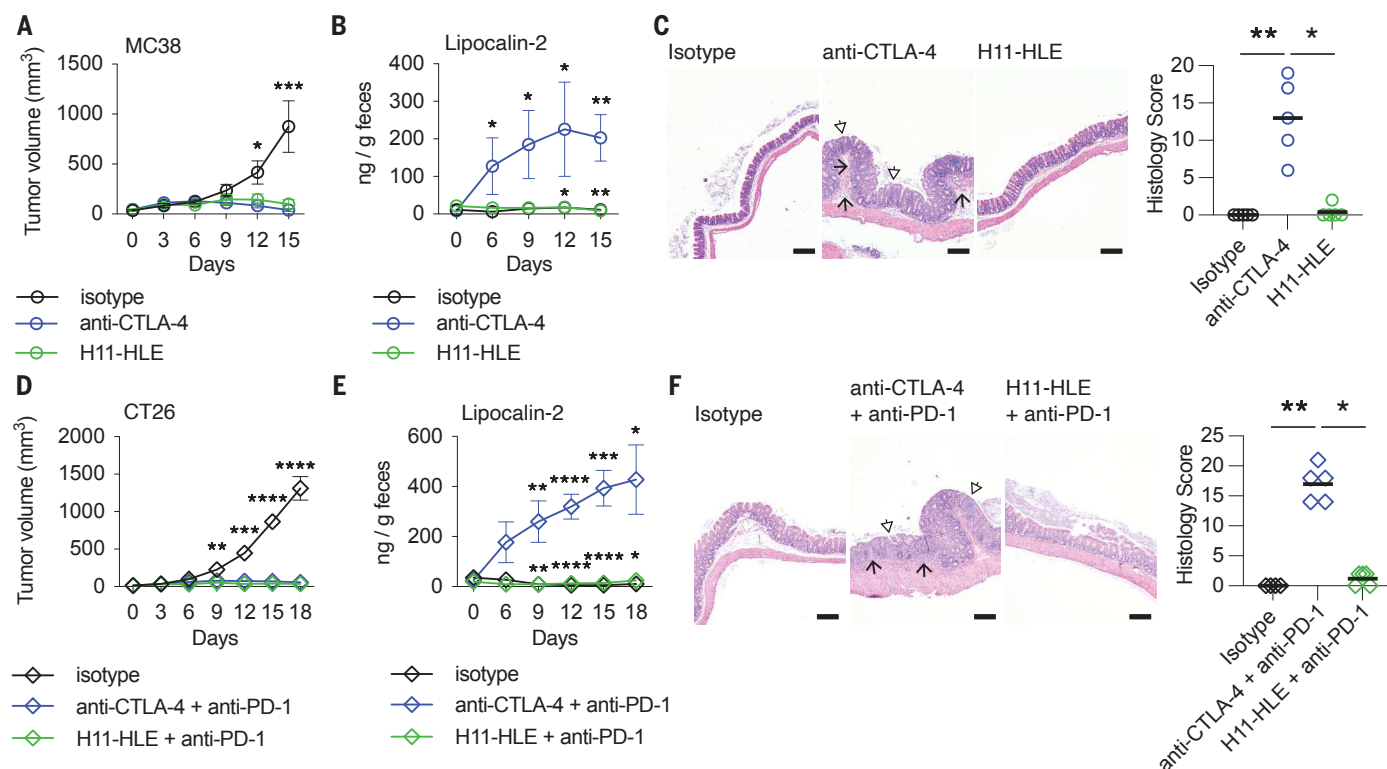 A
MC38
Tumor volume (mm³)
1500
1000
500
0
***
*
0 3 6 9 12 15
Days
isotype
anti-CTLA-4
H11-HLE
B
Lipocalin-2
ng / g feces
400
300
200
100
0
* * * **
* **
0 6 9 12 15
Days
isotype
anti-CTLA-4
H11-HLE
C
Isotype
anti-CTLA-4
H11-HLE
Histology Score
20
15
10
5
0
** *
Isotype
anti-CTLA-4
H11-HLE
D
CT26
Tumor volume (mm³)
2000
1500
1000
500
0
** *** **** ****
0 3 6 9 12 15 18
Days
isotype
anti-CTLA-4 + anti-PD-1
H11-HLE + anti-PD-1
E
Lipocalin-2
ng / g feces
600
400
200
0
** **** *** *
** **** **** *
0 6 9 12 15 18
Days
isotype
anti-CTLA-4 + anti-PD-1
H11-HLE + anti-PD-1
F
Isotype
anti-CTLA-4
+ anti-PD-1
H11-HLE
+ anti-PD-1
Histology Score
25
20
15
10
5
0
** *
Isotype
anti-CTLA-4 + anti-PD-1
H11-HLE + anti-PD-1